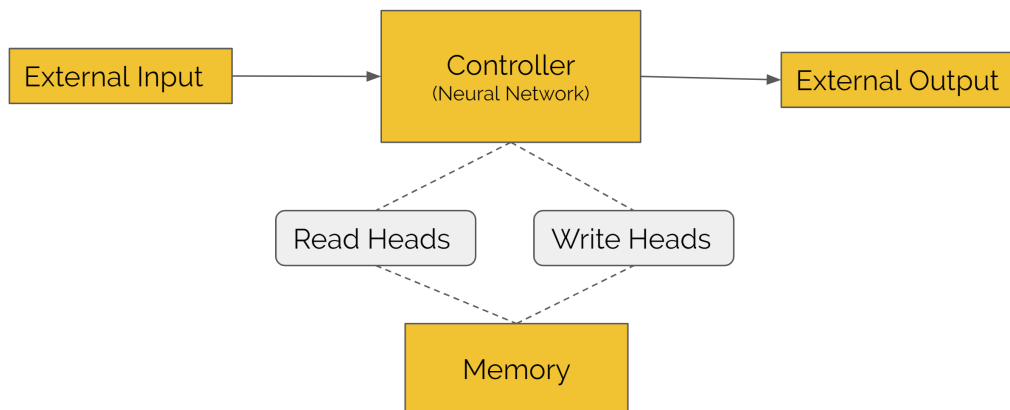 External Input
Controller
(Neural Network)
External Output
Read Heads
Write Heads
Memory